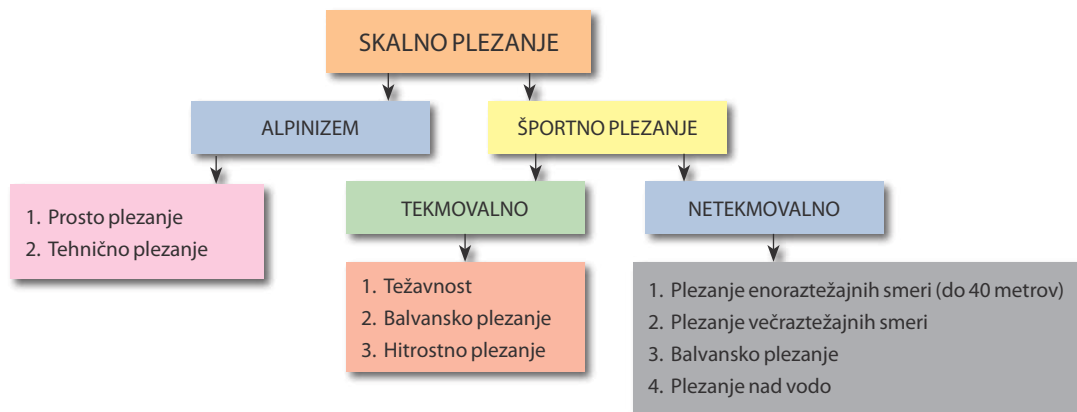 SKALNO PLEZANJE
ALPINIZEM
ŠPORTNO PLEZANJE
1. Prosto plezanje
2. Tehnično plezanje
TEKMOVALNO
NETEKMOVALNO
1. Težavnost
2. Balvansko plezanje
3. Hitrostno plezanje
1. Plezanje enoraztežajnih smeri (do 40 metrov)
2. Plezanje večraztežajnih smeri
3. Balvansko plezanje
4. Plezanje nad vodo